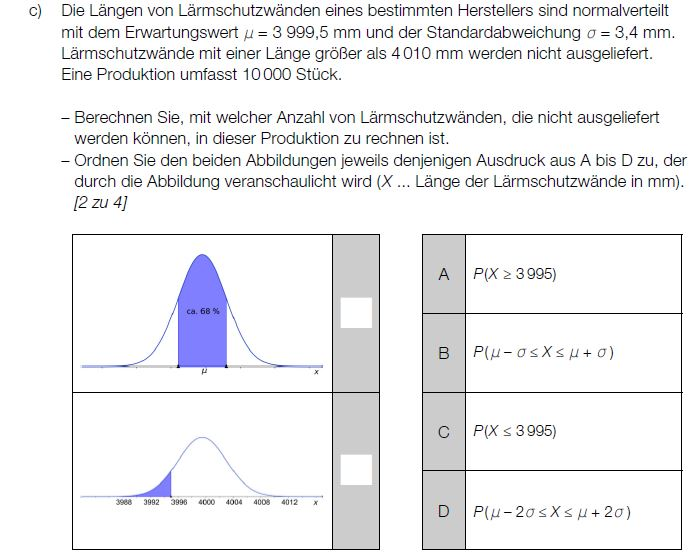 c) Die Längen von Lärmschutzwänden eines bestimmten Herstellers sind normalverteilt
mit dem Erwartungswert μ = 3 999,5 mm und der Standardabweichung σ = 3,4 mm.
Lärmschutzwände mit einer Länge größer als 4 010 mm werden nicht ausgeliefert.
Eine Produktion umfasst 10 000 Stück.
– Berechnen Sie, mit welcher Anzahl von Lärmschutzwänden, die nicht ausgeliefert
werden können, in dieser Produktion zu rechnen ist.
– Ordnen Sie den beiden Abbildungen jeweils denjenigen Ausdruck aus A bis D zu, der
durch die Abbildung veranschaulicht wird (X ... Länge der Lärmschutzwände in mm).
[2 zu 4]
ca. 68 %
μ x
3988 3992 3996 4000 4004 4008 4012 x
A P(X ≥ 3 995)
B P(μ – σ ≤ X ≤ μ + σ)
C P(X ≤ 3 995)
D P(μ – 2σ ≤ X ≤ μ + 2σ)